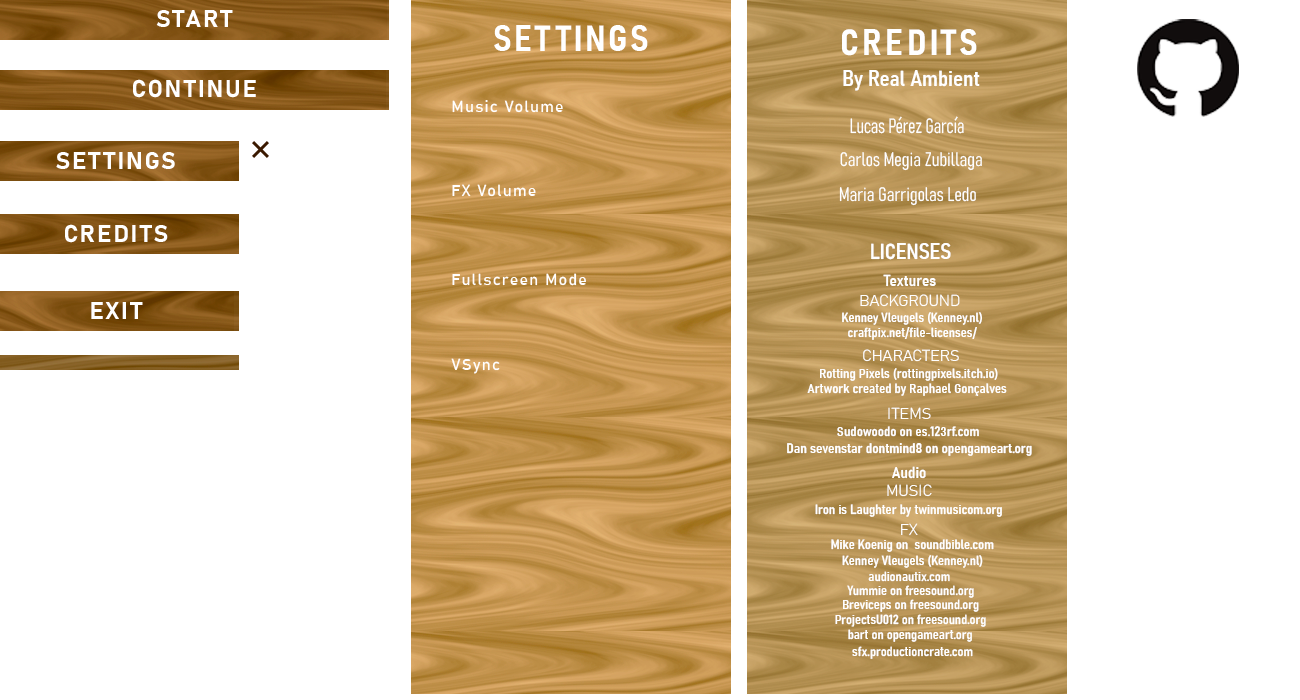 START
CONTINUE
SETTINGS
CREDITS
EXIT
SETTINGS
Music Volume
FX Volume
Fullscreen Mode
VSync
CREDITS
By Real Ambient
Lucas Pérez García
Carlos Megia Zubillaga
Maria Garrigolas Ledo
LICENSES
Textures
BACKGROUND
Kenney Vleugels (Kenney.nl)
craftpix.net/file-licenses/
CHARACTERS
Rotting Pixels (rottingpixels.itch.io)
Artwork created by Raphael Gonçalves
ITEMS
Sudowoodo on es.123rf.com
Dan sevenstar dontmind8 on opengameart.org
Audio
MUSIC
Iron is Laughter by twinmusicom.org
FX
Mike Koenig on  soundbible.com
Kenney Vleugels (Kenney.nl)
audionautix.com
Yummie on freesound.org
Breviceps on freesound.org
ProjectsU012 on freesound.org
bart on opengameart.org
sfx.productioncrate.com